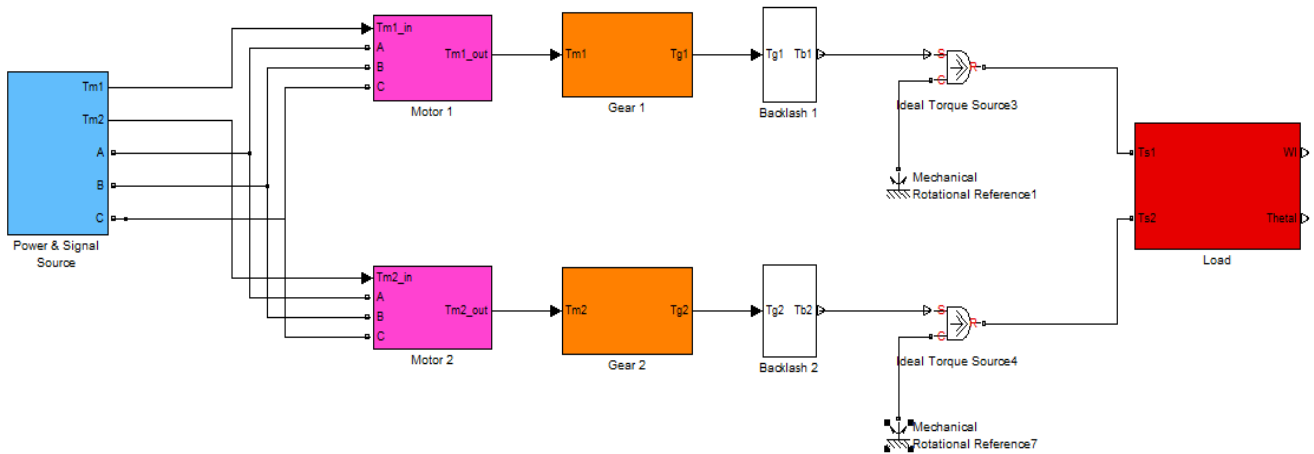 Tm1
Tm2
A
B
C
Power & Signal
Source
Tm1_in
A
B
C
Tm1_out
Motor 1
Tm1
Tg1
Gear 1
Tg1
Tb1
Backlash 1
S
C
R
Ideal Torque Source3
Mechanical
Rotational Reference1
Tm2_in
A
B
C
Tm2_out
Motor 2
Tm2
Tg2
Gear 2
Tg2
Tb2
Backlash 2
S
C
R
Ideal Torque Source4
Mechanical
Rotational Reference7
Ts1
Ts2
Wl
Thetal
Load